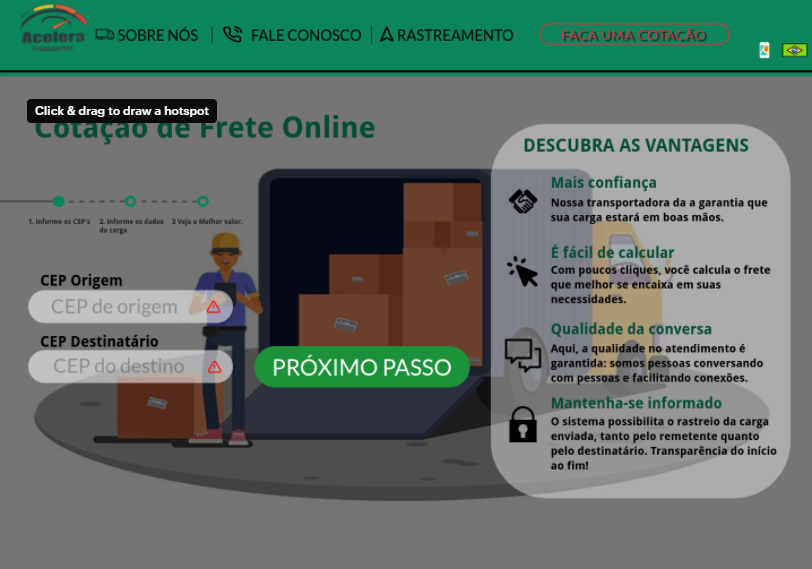 Acelera
Transportes
SOBRE NÓS
FALE CONOSCO
RASTREAMENTO
FAÇA UMA COTAÇÃO
Click & drag to draw a hotspot
Cotação de Frete Online
1. informe os CEP's
2. informe os dados
da carga
3 Veja o Melhor valor.
CEP Origem
CEP de origem
CEP Destinatário
CEP do destino
PRÓXIMO PASSO
DESCUBRA AS VANTAGENS
Mais confiança
Nossa transportadora da a garantia que
sua carga estará em boas mãos.
É fácil de calcular
Com poucos cliques, você calcula o frete
que melhor se encaixa em suas
necessidades.
Qualidade da conversa
Aqui, a qualidade no atendimento é
garantida: somos pessoas conversando
com pessoas e facilitando conexões.
Mantenha-se informado
O sistema possibilita o rastreio da carga
enviada, tanto pelo remetente quanto
pelo destinatário. Transparência do início
ao fim!